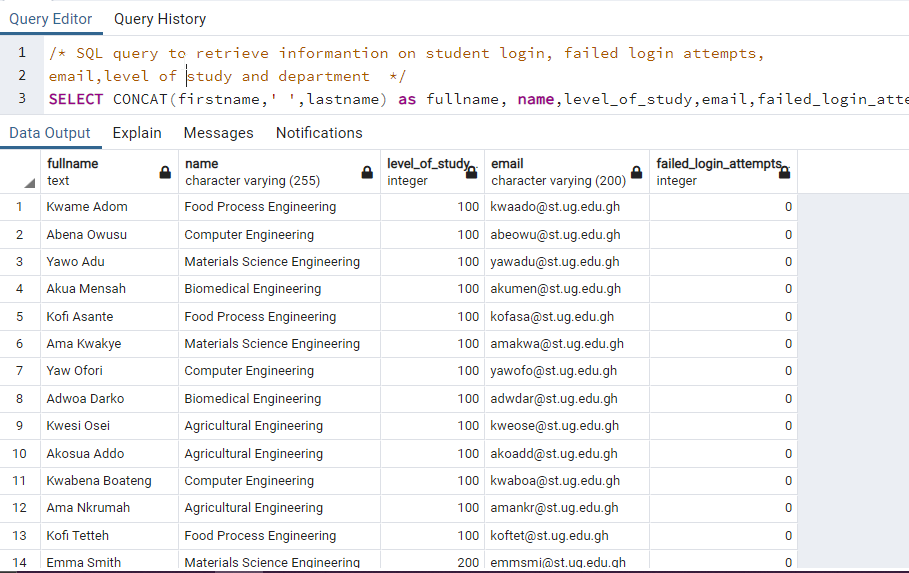 Query Editor Query History
1 /* SQL query to retrieve informantion on student login, failed login attempts,
2 email,level of study and department */
3 SELECT CONCAT(firstname,' ',lastname) as fullname, name,level_of_study,email,failed_login_atte
Data Output Explain Messages Notifications
fullname name level_of_study email failed_login_attempts
text character varying (255) integer character varying (200) integer
1 Kwame Adom Food Process Engineering 100 kwaado@st.ug.edu.gh 0
2 Abena Owusu Computer Engineering 100 abeowu@st.ug.edu.gh 0
3 Yawo Adu Materials Science Engineering 100 yawadu@st.ug.edu.gh 0
4 Akua Mensah Biomedical Engineering 100 akumen@st.ug.edu.gh 0
5 Kofi Asante Food Process Engineering 100 kofasa@st.ug.edu.gh 0
6 Ama Kwakye Materials Science Engineering 100 amakwa@st.ug.edu.gh 0
7 Yaw Ofori Computer Engineering 100 yawofo@st.ug.edu.gh 0
8 Adwoa Darko Biomedical Engineering 100 adwdar@st.ug.edu.gh 0
9 Kwesi Osei Agricultural Engineering 100 kweose@st.ug.edu.gh 0
10 Akosua Addo Agricultural Engineering 100 akoadd@st.ug.edu.gh 0
11 Kwabena Boateng Computer Engineering 100 kwaboa@st.ug.edu.gh 0
12 Ama Nkrumah Agricultural Engineering 100 amankr@st.ug.edu.gh 0
13 Kofi Tetteh Food Process Engineering 100 koftet@st.ug.edu.gh 0
14 Emma Smith Materials Science Engineering 200 emmsmi@st.ug.edu.gh 0